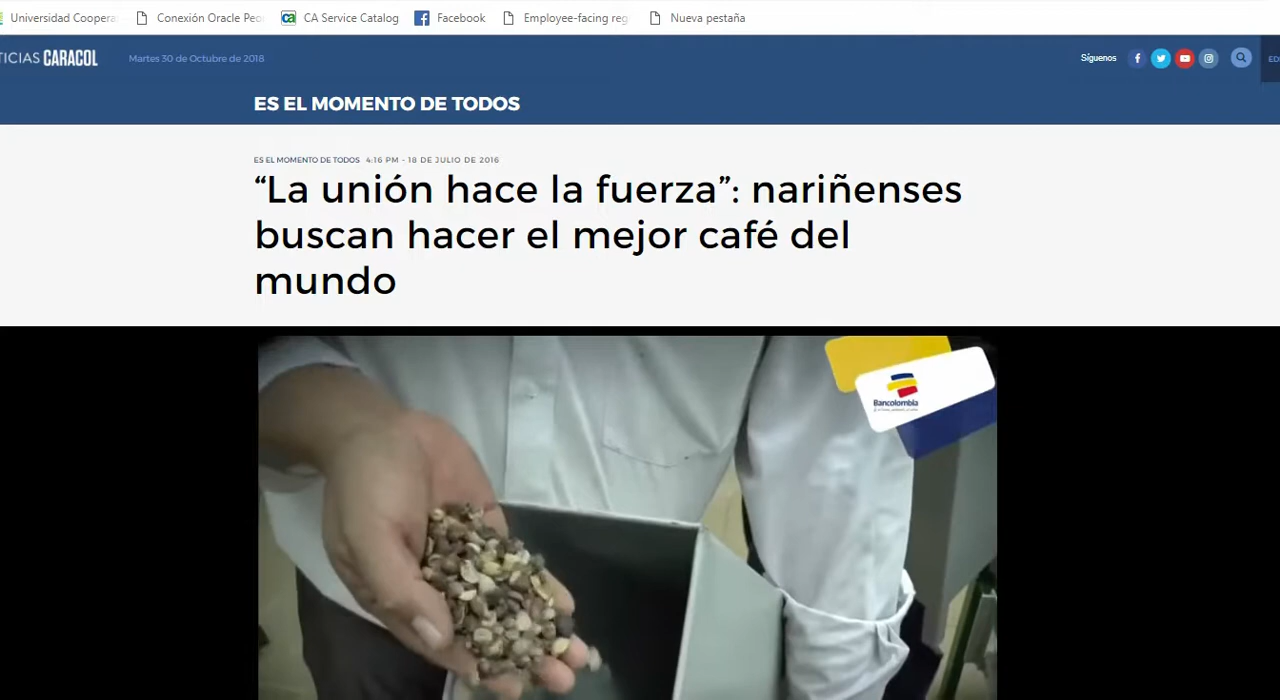 Universidad Coopera
Conexión Oracle Peo
CA Service Catalog
Facebook
Employee-facing reg
Nueva pestaña
TICIAS CARACOL
Martes 30 de Octubre de 2018
Síguenos
ED
ES EL MOMENTO DE TODOS
ES EL MOMENTO DE TODOS 4:16 PM - 18 DE JULIO DE 2016
“La unión hace la fuerza”: nariñenses
buscan hacer el mejor café del
mundo
Bancolombia